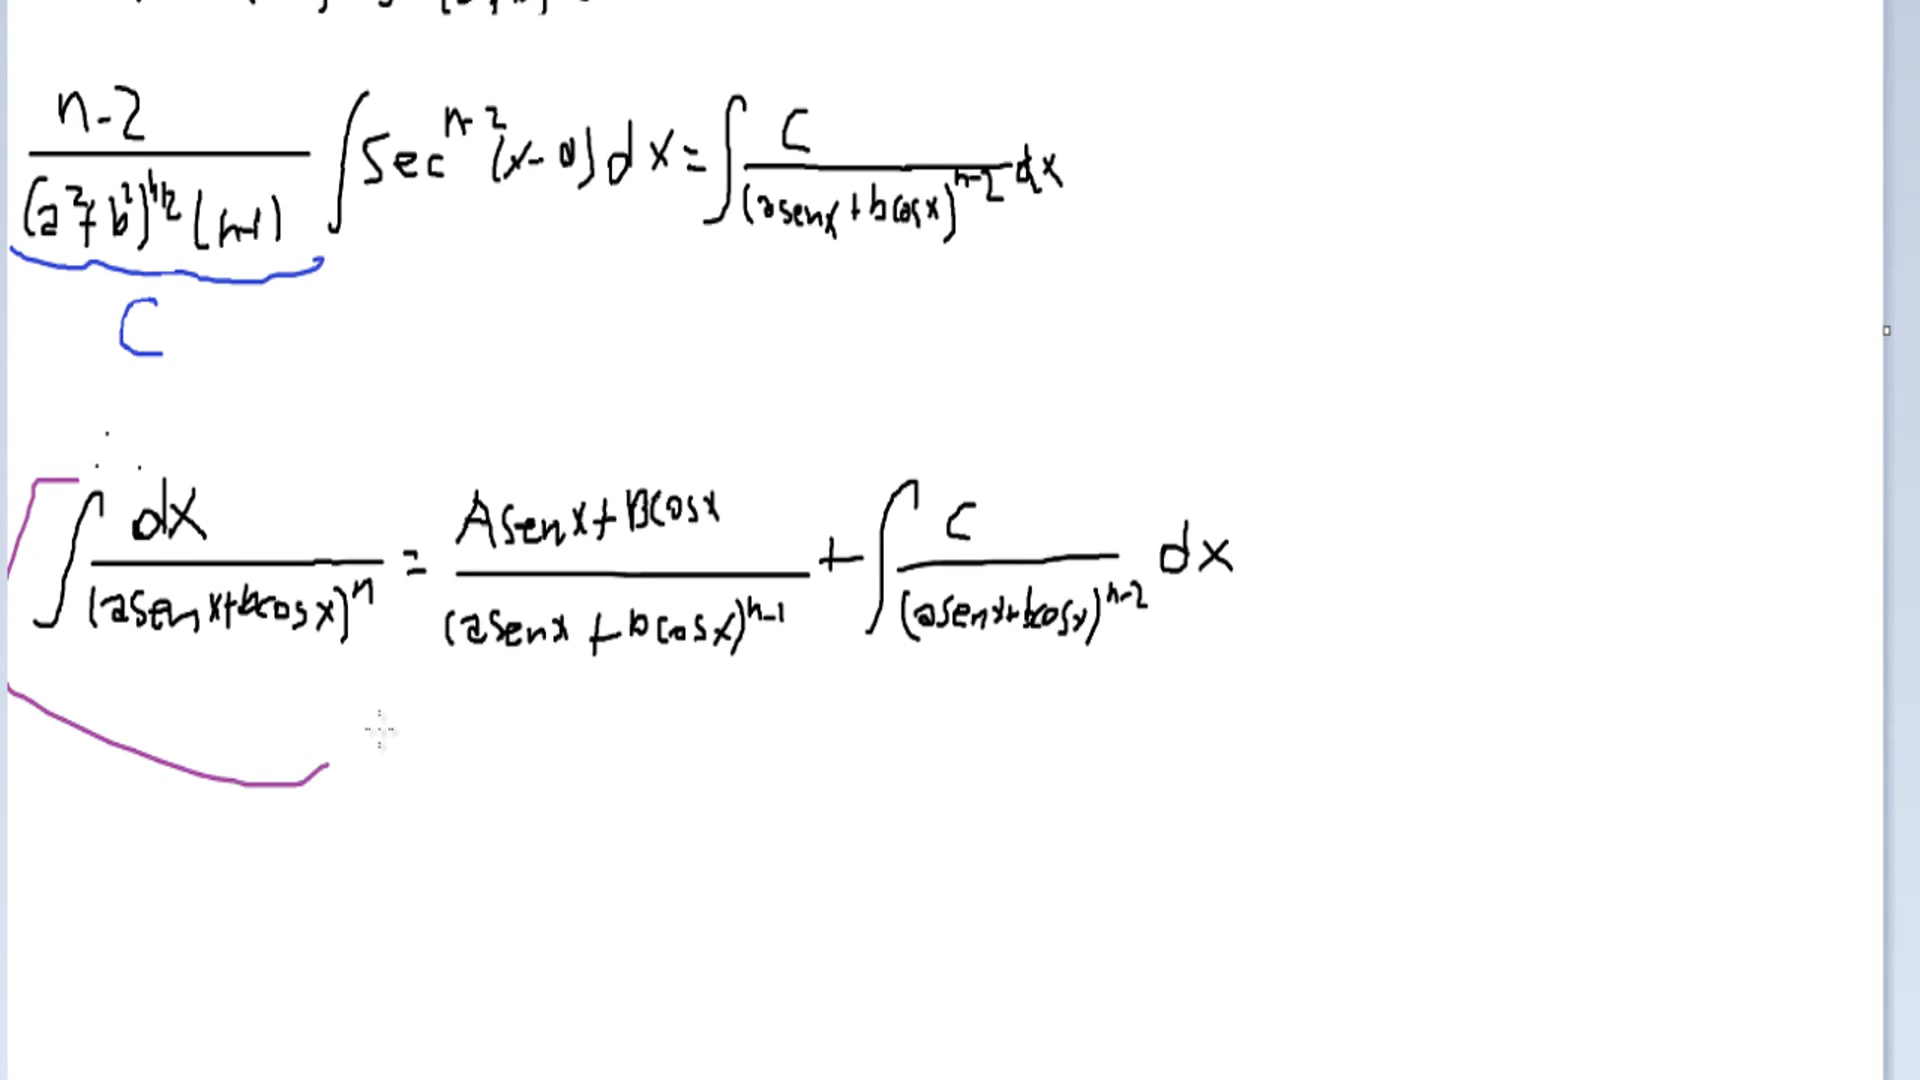 n-2 / (a²+b²)^(n/2) (n-1) ∫ Sec^(n-2) (x-θ) dx = ∫ C / (asenx + bcosx)^(n-2) dx
C
∫ dx / (asenx+bcosx)^n = Asenx + Bcosx / (asenx + bcosx)^(n-1) + ∫ C / (asenx+bcosx)^(n-2) dx